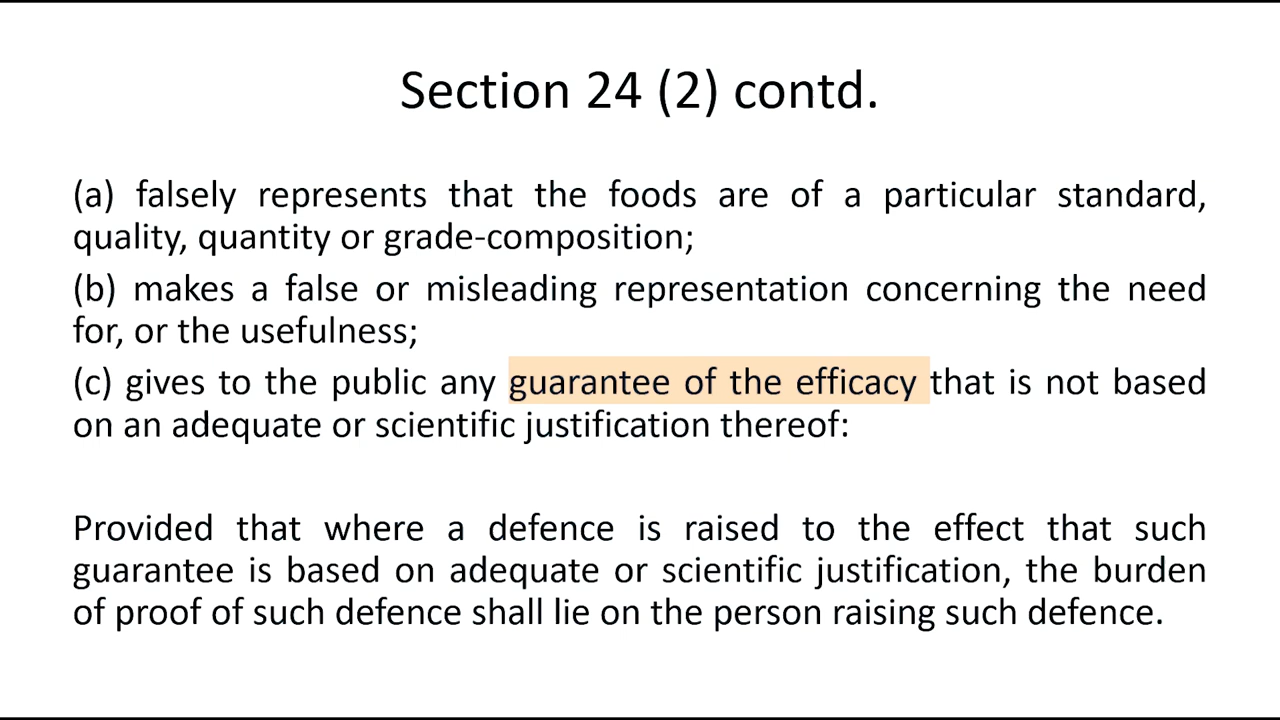 Section 24 (2) contd.
(a) falsely represents that the foods are of a particular standard,
quality, quantity or grade-composition;
(b) makes a false or misleading representation concerning the need
for, or the usefulness;
(c) gives to the public any guarantee of the efficacy that is not based
on an adequate or scientific justification thereof:
Provided that where a defence is raised to the effect that such
guarantee is based on adequate or scientific justification, the burden
of proof of such defence shall lie on the person raising such defence.